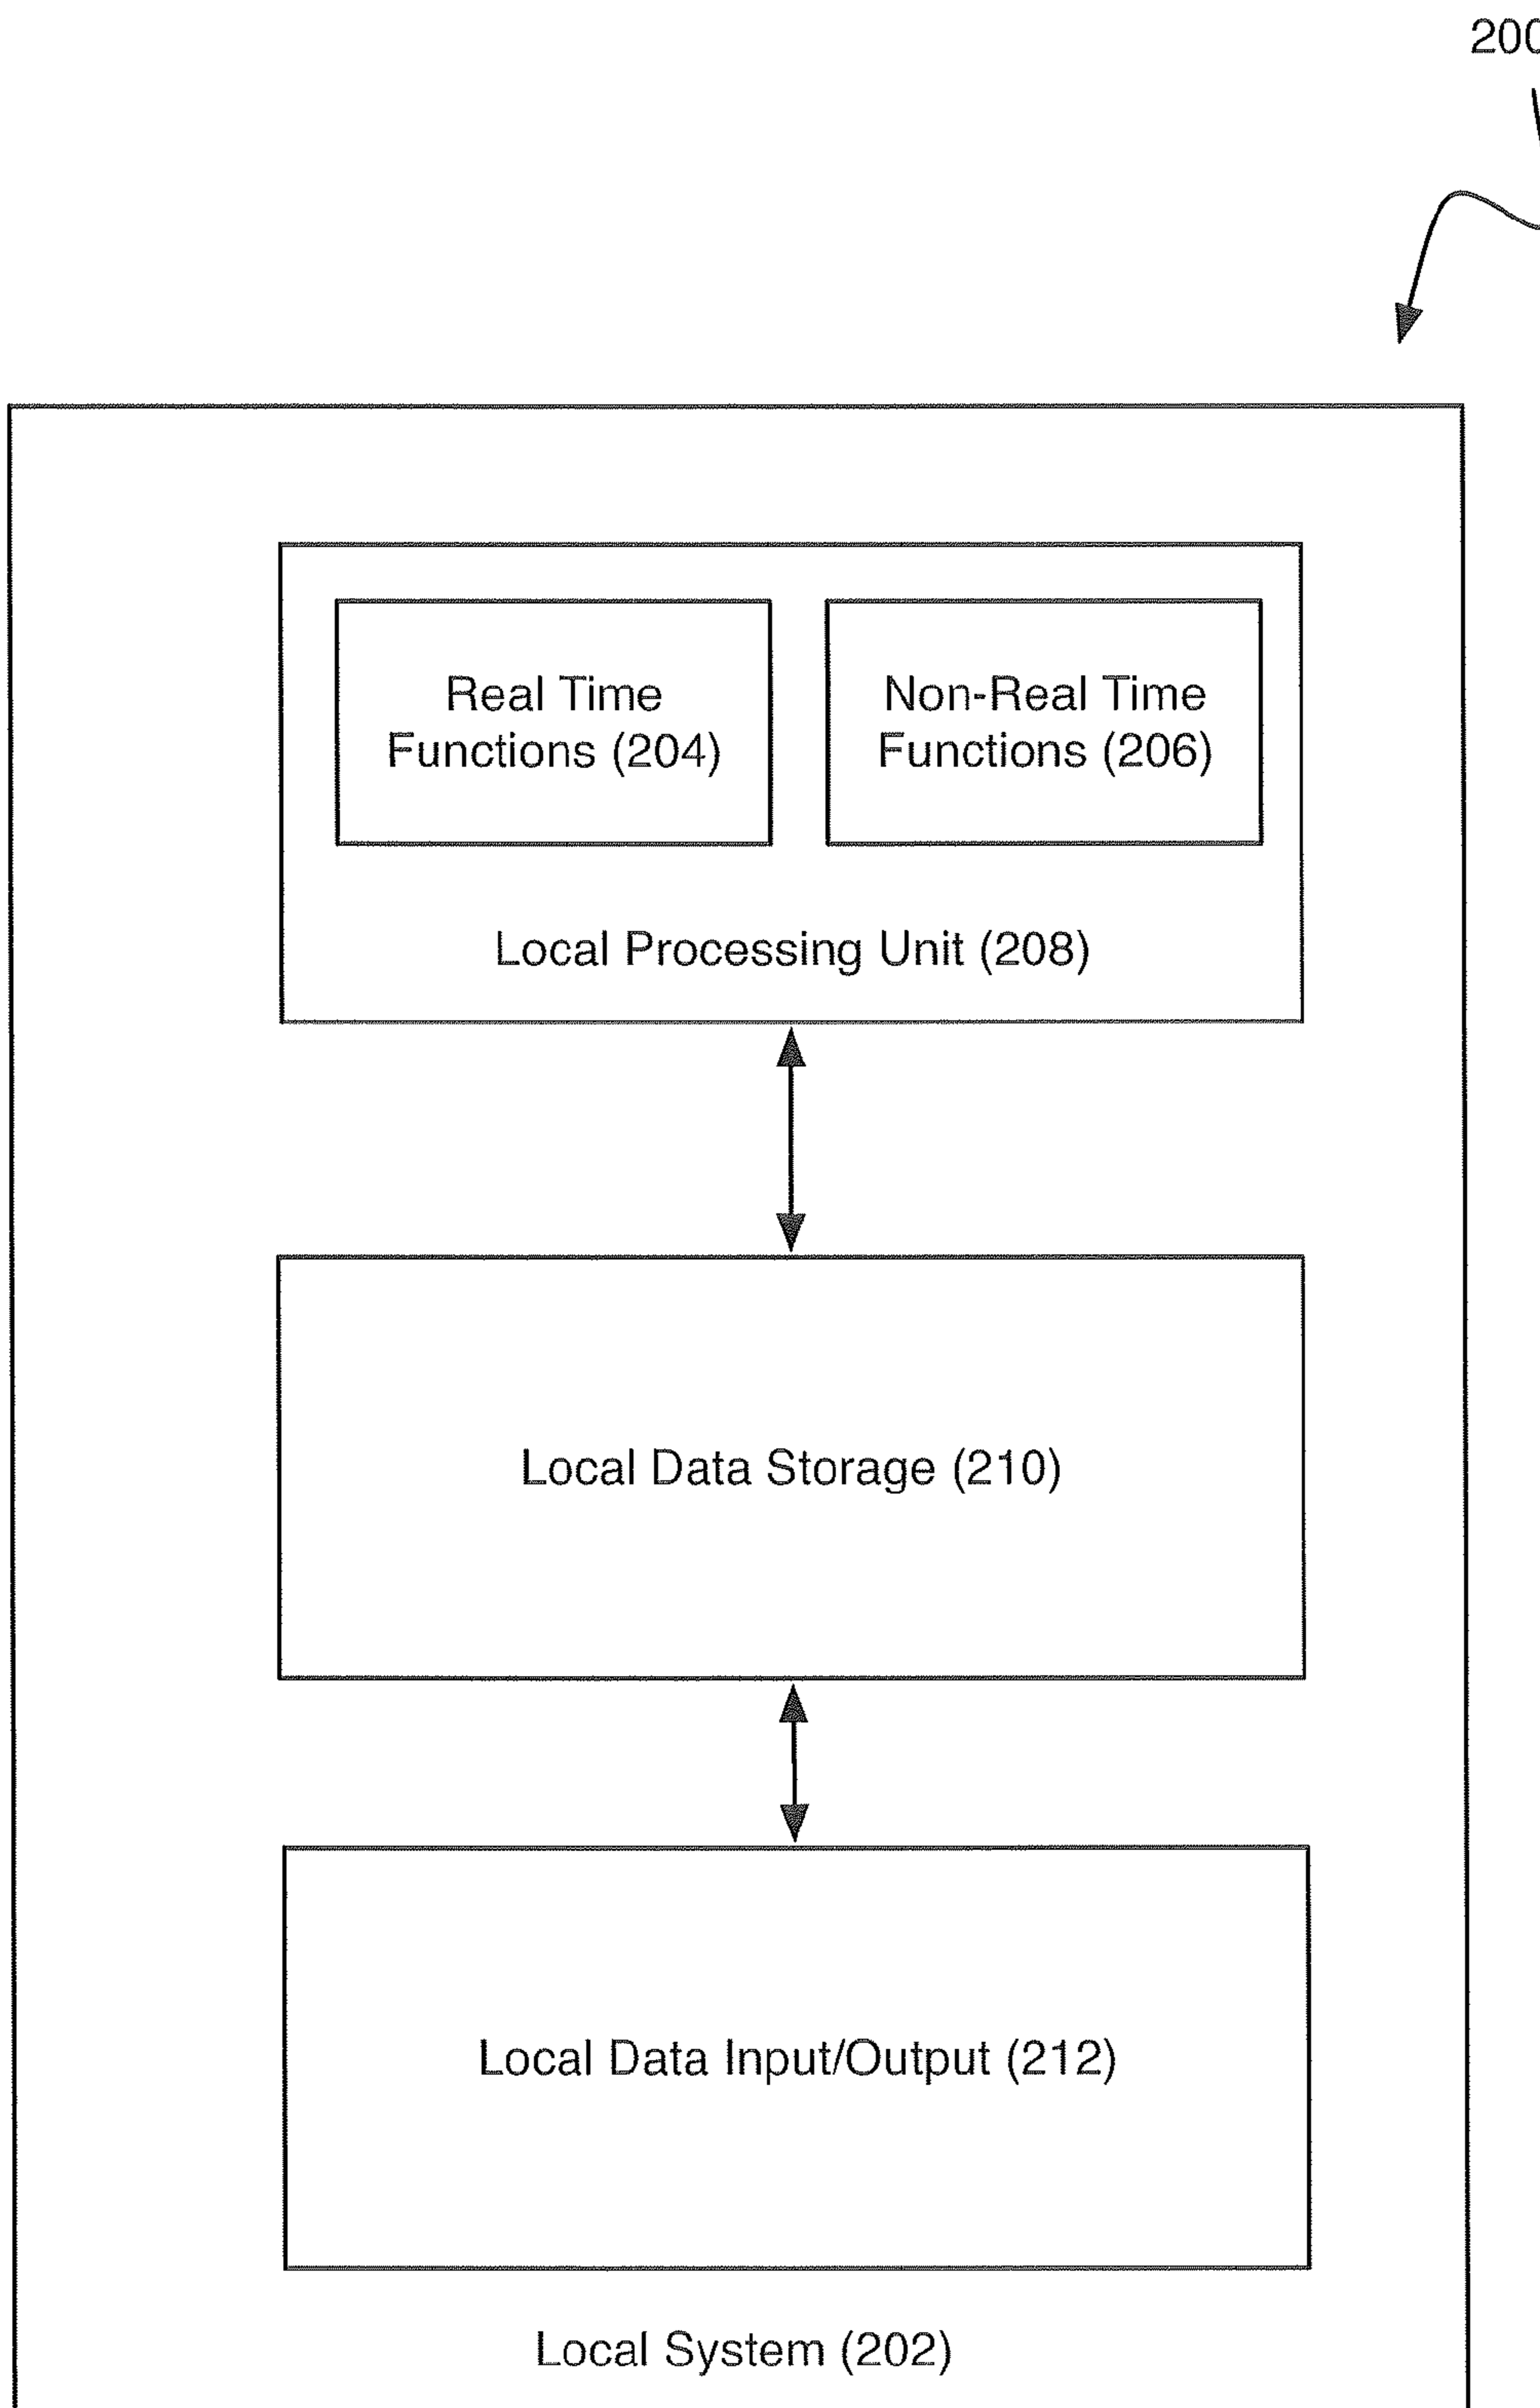 200
Real Time
Functions (204)
Non-Real Time
Functions (206)
Local Processing Unit (208)
Local Data Storage (210)
Local Data Input/Output (212)
Local System (202)